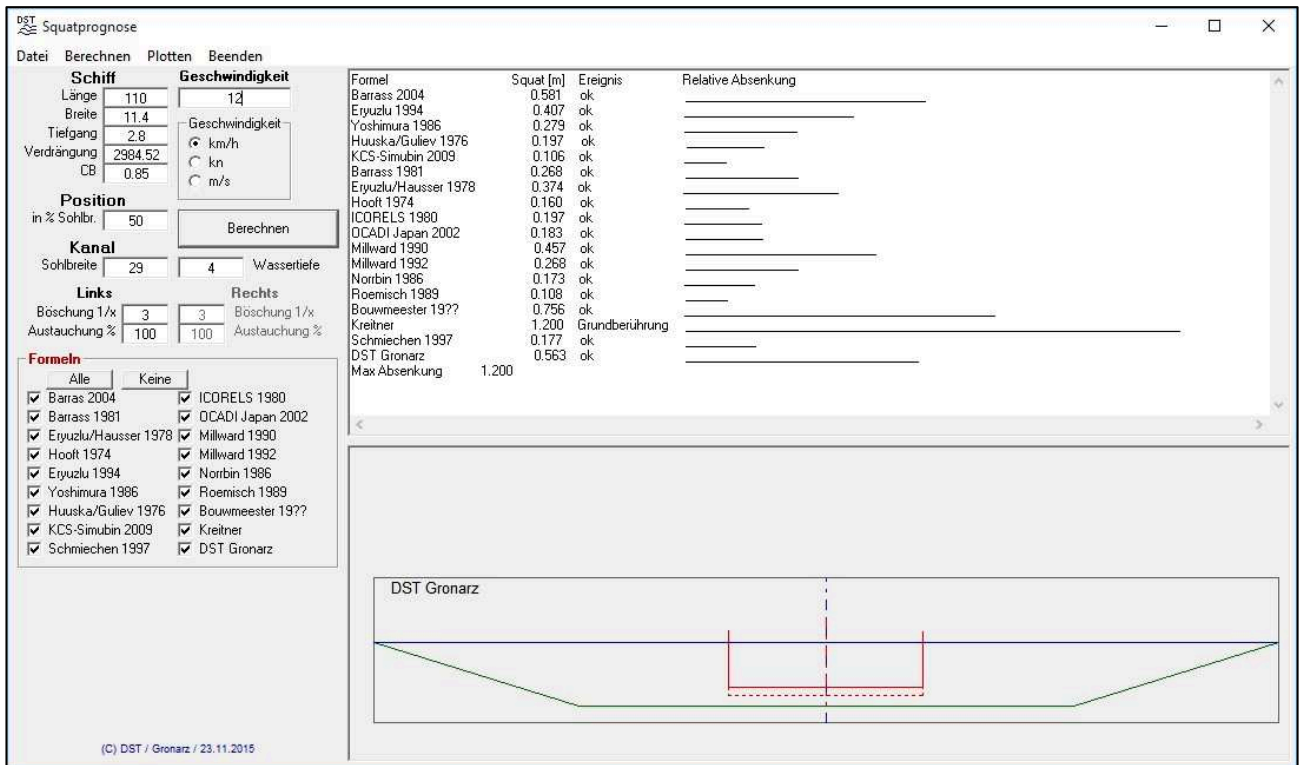 DST Squatprognose
Datei Berechnen Plotten Beenden
Schiff Geschwindigkeit
Länge 110 12
Breite 11.4
Tiefgang 2.8
Verdrängung 2984.52
CB 0.85
Geschwindigkeit
km/h
kn
m/s
Position
in % Sohlbr. 50
Berechnen
Kanal
Sohlbreite 29 4 Wassertiefe
Links Rechts
Böschung 1/x 3 3 Böschung 1/x
Austauchung % 100 100 Austauchung %
Formeln
Alle Keine
Barras 2004 ICORELS 1980
Barrass 1981 OCADI Japan 2002
Eryuzlu/Hausser 1978 Millward 1990
Hooft 1974 Millward 1992
Eryuzlu 1994 Norrbin 1986
Yoshimura 1986 Roemisch 1989
Huuska/Guliev 1976 Bouwmeester 19??
KCS-Simubin 2009 Kreitner
Schmiechen 1997 DST Gronarz
(C) DST / Gronarz / 23.11.2015
Formel Squat [m] Ereignis Relative Absenkung
Barrass 2004 0.581 ok
Eryuzlu 1994 0.407 ok
Yoshimura 1986 0.279 ok
Huuska/Guliev 1976 0.197 ok
KCS-Simubin 2009 0.106 ok
Barrass 1981 0.268 ok
Eryuzlu/Hausser 1978 0.374 ok
Hooft 1974 0.160 ok
ICORELS 1980 0.197 ok
OCADI Japan 2002 0.183 ok
Millward 1990 0.457 ok
Millward 1992 0.268 ok
Norrbin 1986 0.173 ok
Roemisch 1989 0.108 ok
Bouwmeester 19?? 0.756 ok
Kreitner 1.200 Grundberührung
Schmiechen 1997 0.177 ok
DST Gronarz 0.563 ok
Max Absenkung 1.200
DST Gronarz